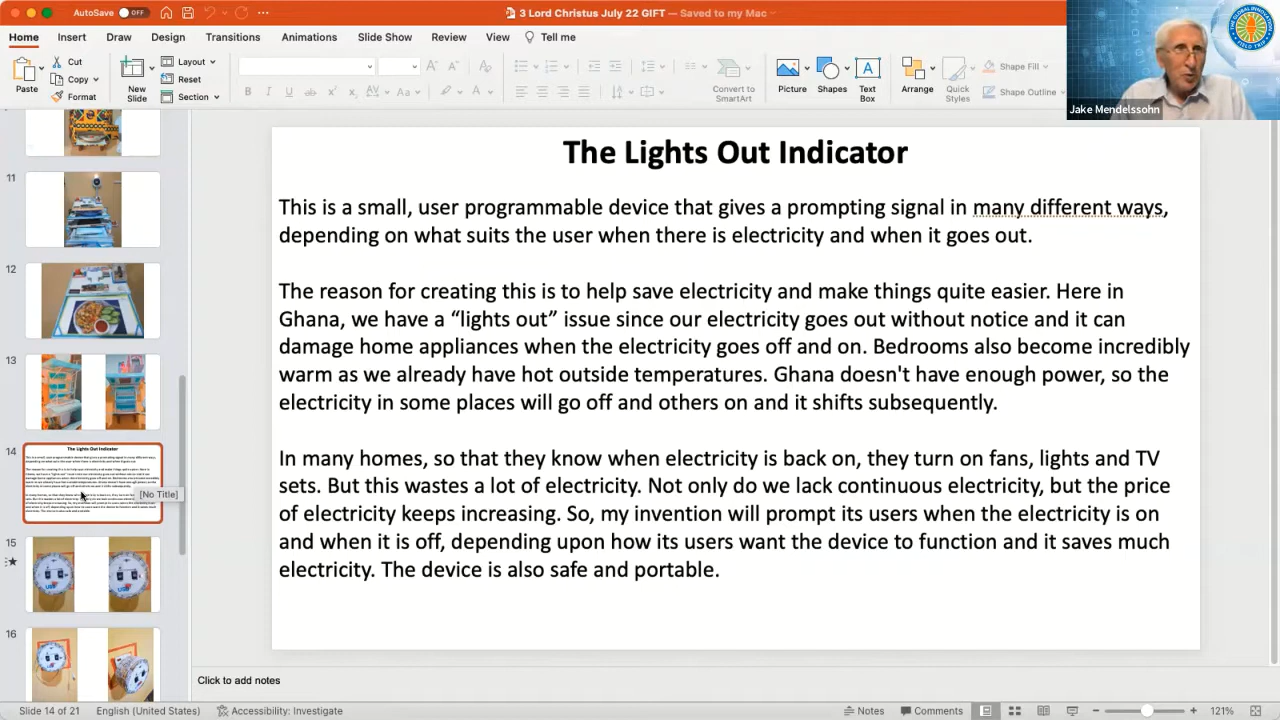 AutoSave OFF
3 Lord Christus July 22 GIFT — Saved to my Mac
Home Insert Draw Design Transitions Animations Slide Show Review View Tell me
Paste
Cut
Copy
Format
New Slide
Layout
Reset
Section
Convert to SmartArt
Picture
Shapes
Text Box
Arrange
Quick Styles
Shape Fill
Shape Outline
Jake Mendelssohn
THE GLOBAL INNOVATION
FIELD TRIP
11
12
13
14
[No Title]
15
16
The Lights Out Indicator
This is a small, user programmable device that gives a prompting signal in many different ways,
depending on what suits the user when there is electricity and when it goes out.
The reason for creating this is to help save electricity and make things quite easier. Here in
Ghana, we have a “lights out” issue since our electricity goes out without notice and it can
damage home appliances when the electricity goes off and on. Bedrooms also become incredibly
warm as we already have hot outside temperatures. Ghana doesn't have enough power, so the
electricity in some places will go off and others on and it shifts subsequently.
In many homes, so that they know when electricity is back on, they turn on fans, lights and TV
sets. But this wastes a lot of electricity. Not only do we lack continuous electricity, but the price
of electricity keeps increasing. So, my invention will prompt its users when the electricity is on
and when it is off, depending upon how its users want the device to function and it saves much
electricity. The device is also safe and portable.
Click to add notes
Slide 14 of 21 English (United States) Accessibility: Investigate Notes Comments 121%